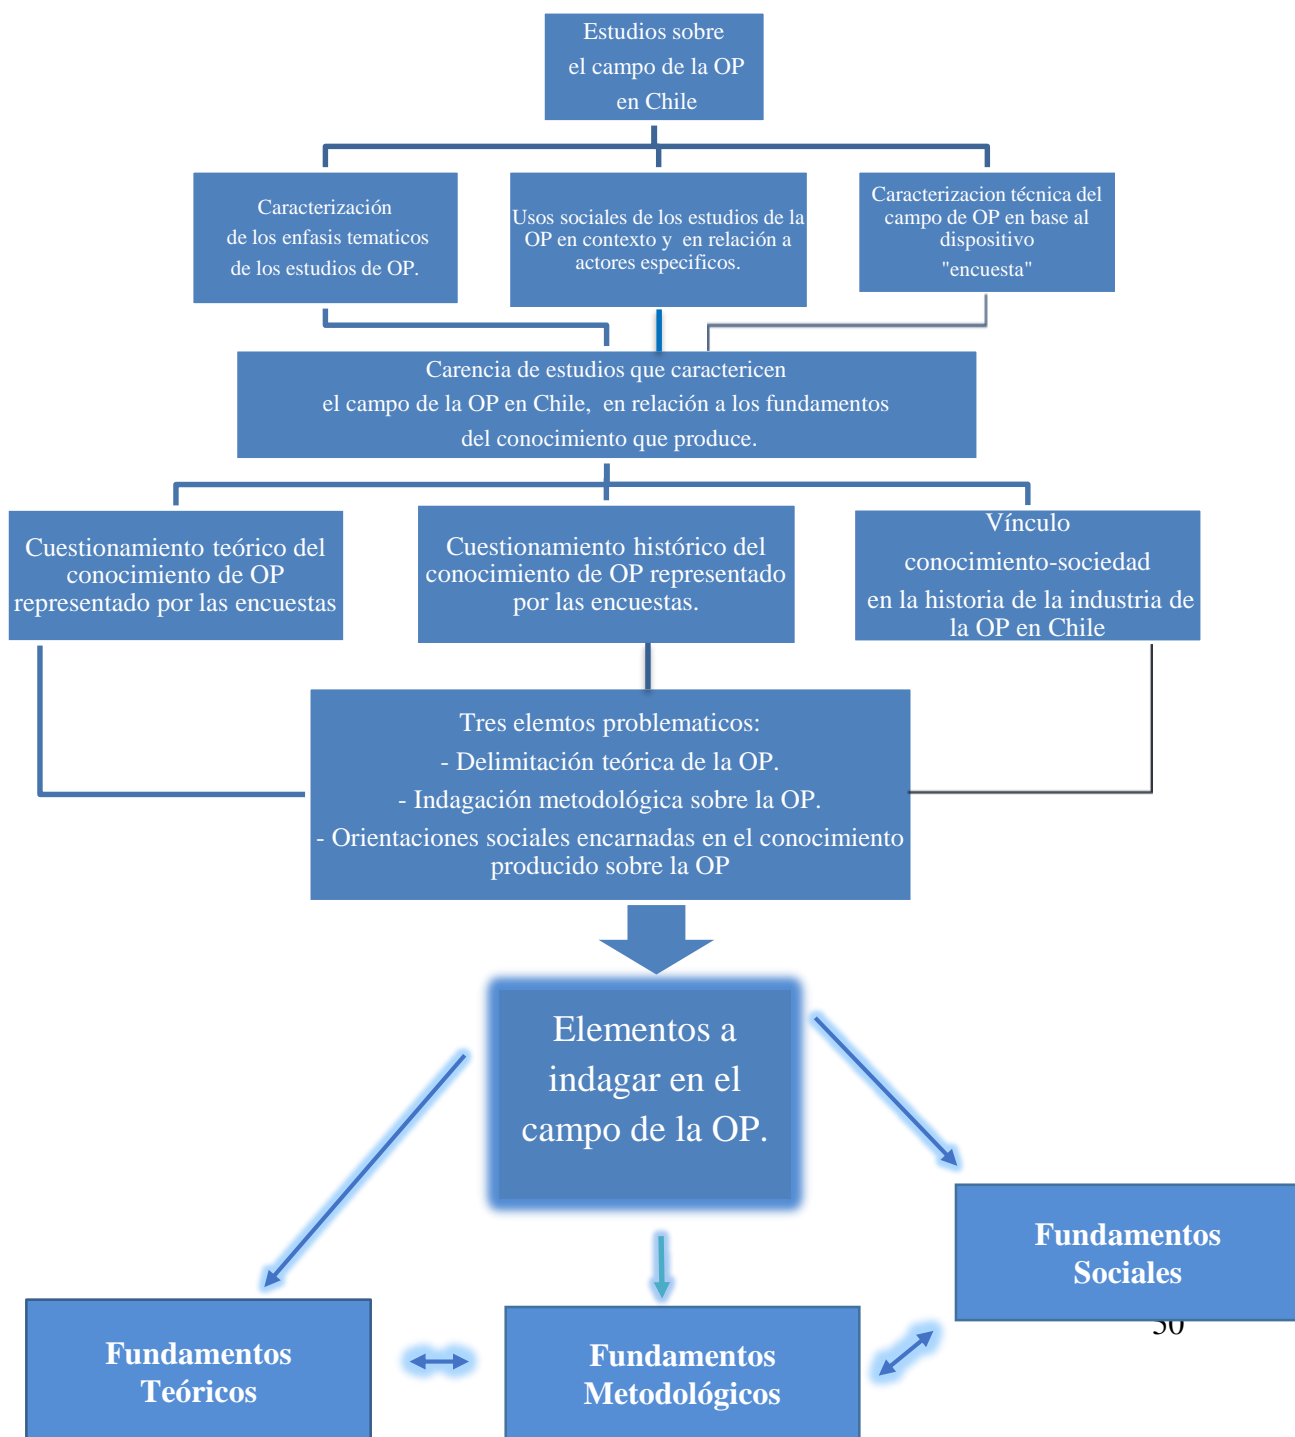 Estudios sobre
el campo de la OP
en Chile
Caracterización
de los enfasis tematicos
de los estudios de OP.
Usos sociales de los estudios de la
OP en contexto y en relación a
actores especificos.
Caracterizacion técnica del
campo de OP en base al
dispositivo
"encuesta"
Carencia de estudios que caractericen
el campo de la OP en Chile, en relación a los fundamentos
del conocimiento que produce.
Cuestionamiento teórico del
conocimiento de OP
representado por las encuestas
Cuestionamiento histórico del
conocimiento de OP representado
por las encuestas.
Vínculo
conocimiento-sociedad
en la historia de la industria de
la OP en Chile
Tres elemtos problematicos:
- Delimitación teórica de la OP.
- Indagación metodológica sobre la OP.
- Orientaciones sociales encarnadas en el conocimiento
producido sobre la OP
Elementos a
indagar en el
campo de la OP.
Fundamentos
Sociales
Fundamentos
Teóricos
Fundamentos
Metodológicos